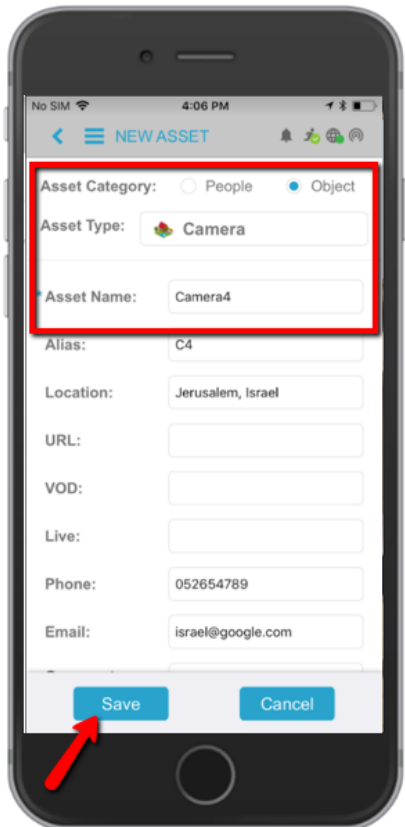 No SIM 4:06 PM
NEW ASSET
Asset Category: People Object
Asset Type: Camera
*Asset Name: Camera4
Alias: C4
Location: Jerusalem, Israel
URL:
VOD:
Live:
Phone: 052654789
Email: israel@google.com
Save Cancel